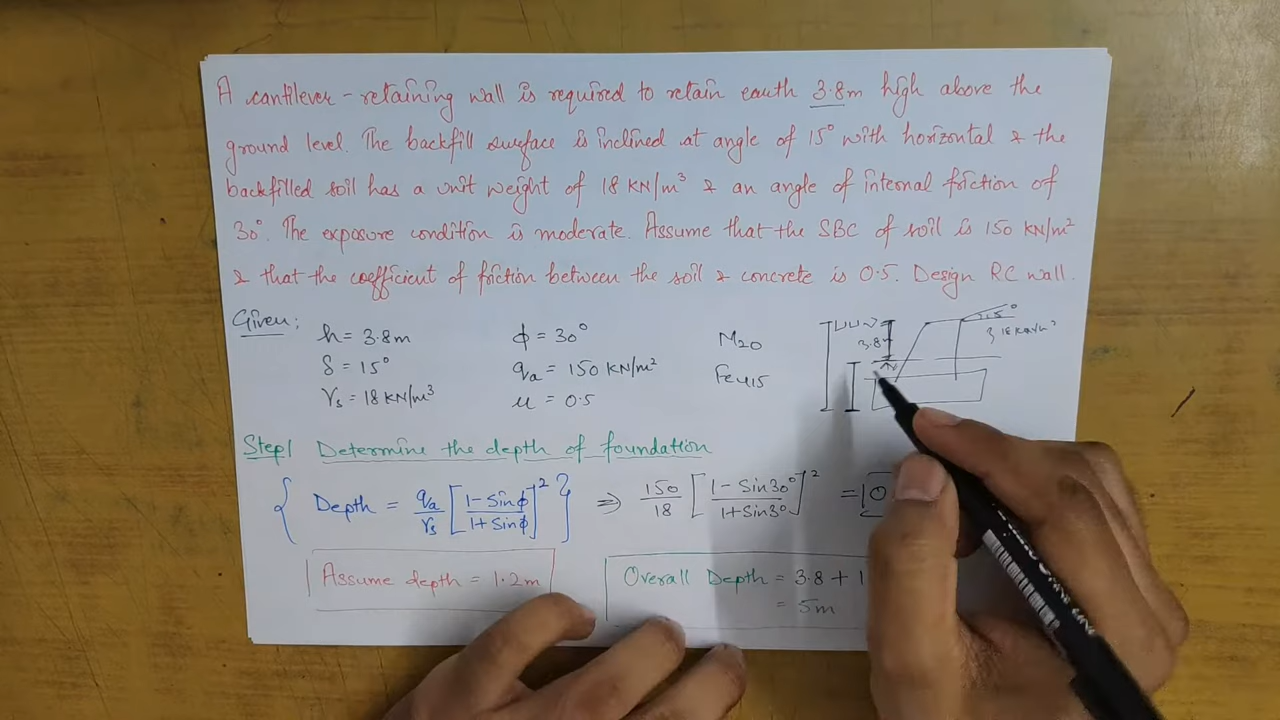 A cantilever-retaining wall is required to retain earth 3.8m high above the
ground level. The backfill surface is inclined at angle of 15° with horizontal & the
backfilled soil has a unit weight of 18 KN/m³ & an angle of internal friction of
30°. The exposure condition is moderate. Assume that the SBC of soil is 150 KN/m²
& that the coefficient of friction between the soil & concrete is 0.5. Design RC wall.
Given:
h = 3.8m
δ = 15°
γs = 18 KN/m³
φ = 30°
qa = 150 KN/m²
μ = 0.5
M20
Fe415
3.8
15°
Step1 Determine the depth of foundation
{ Depth = qa/γs [1-Sinφ/1+Sinφ]² } ⇒ 150/18 [1-Sin30°/1+Sin3°]² =
Assume depth = 1.2m
Overall Depth = 3.8 + 1
= 5m